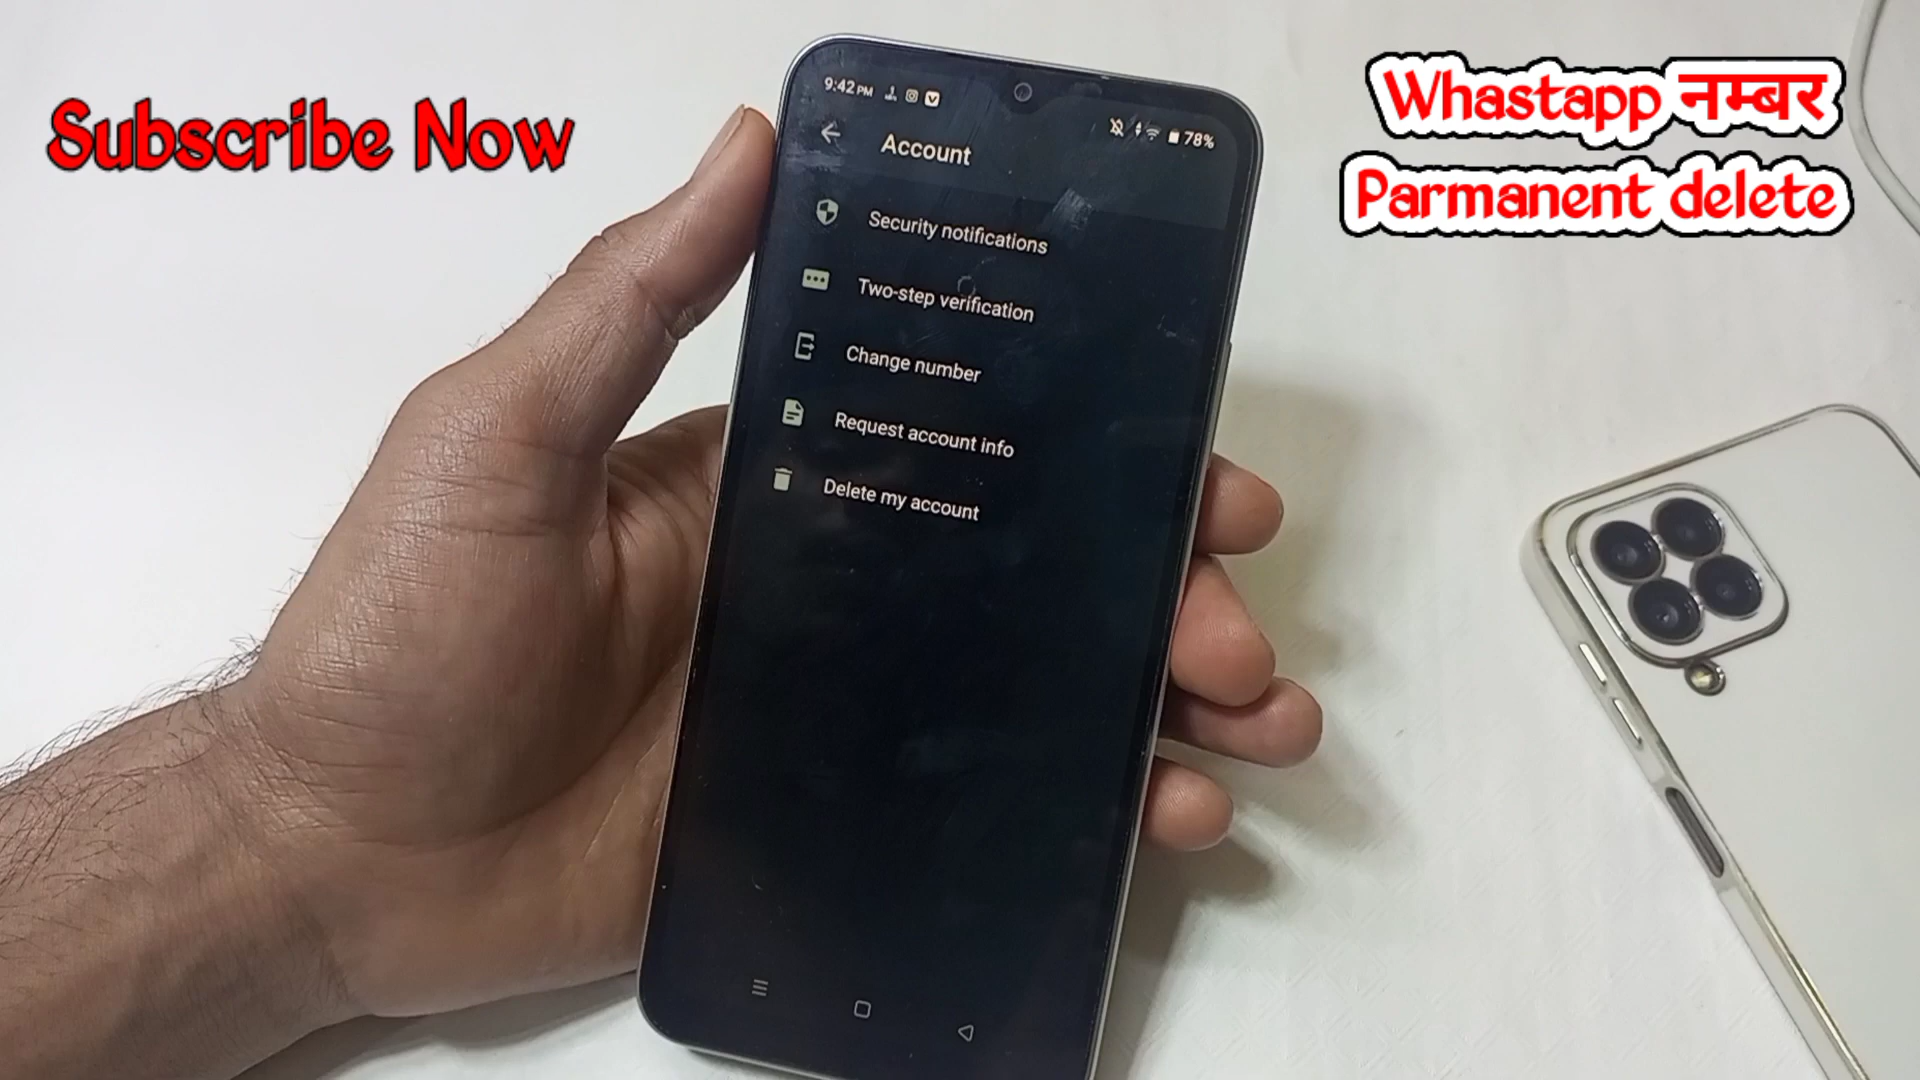 Subscribe Now
Whastapp नम्बर
Parmanent delete
9:42 PM
78%
Account
Security notifications
Two-step verification
Change number
Request account info
Delete my account